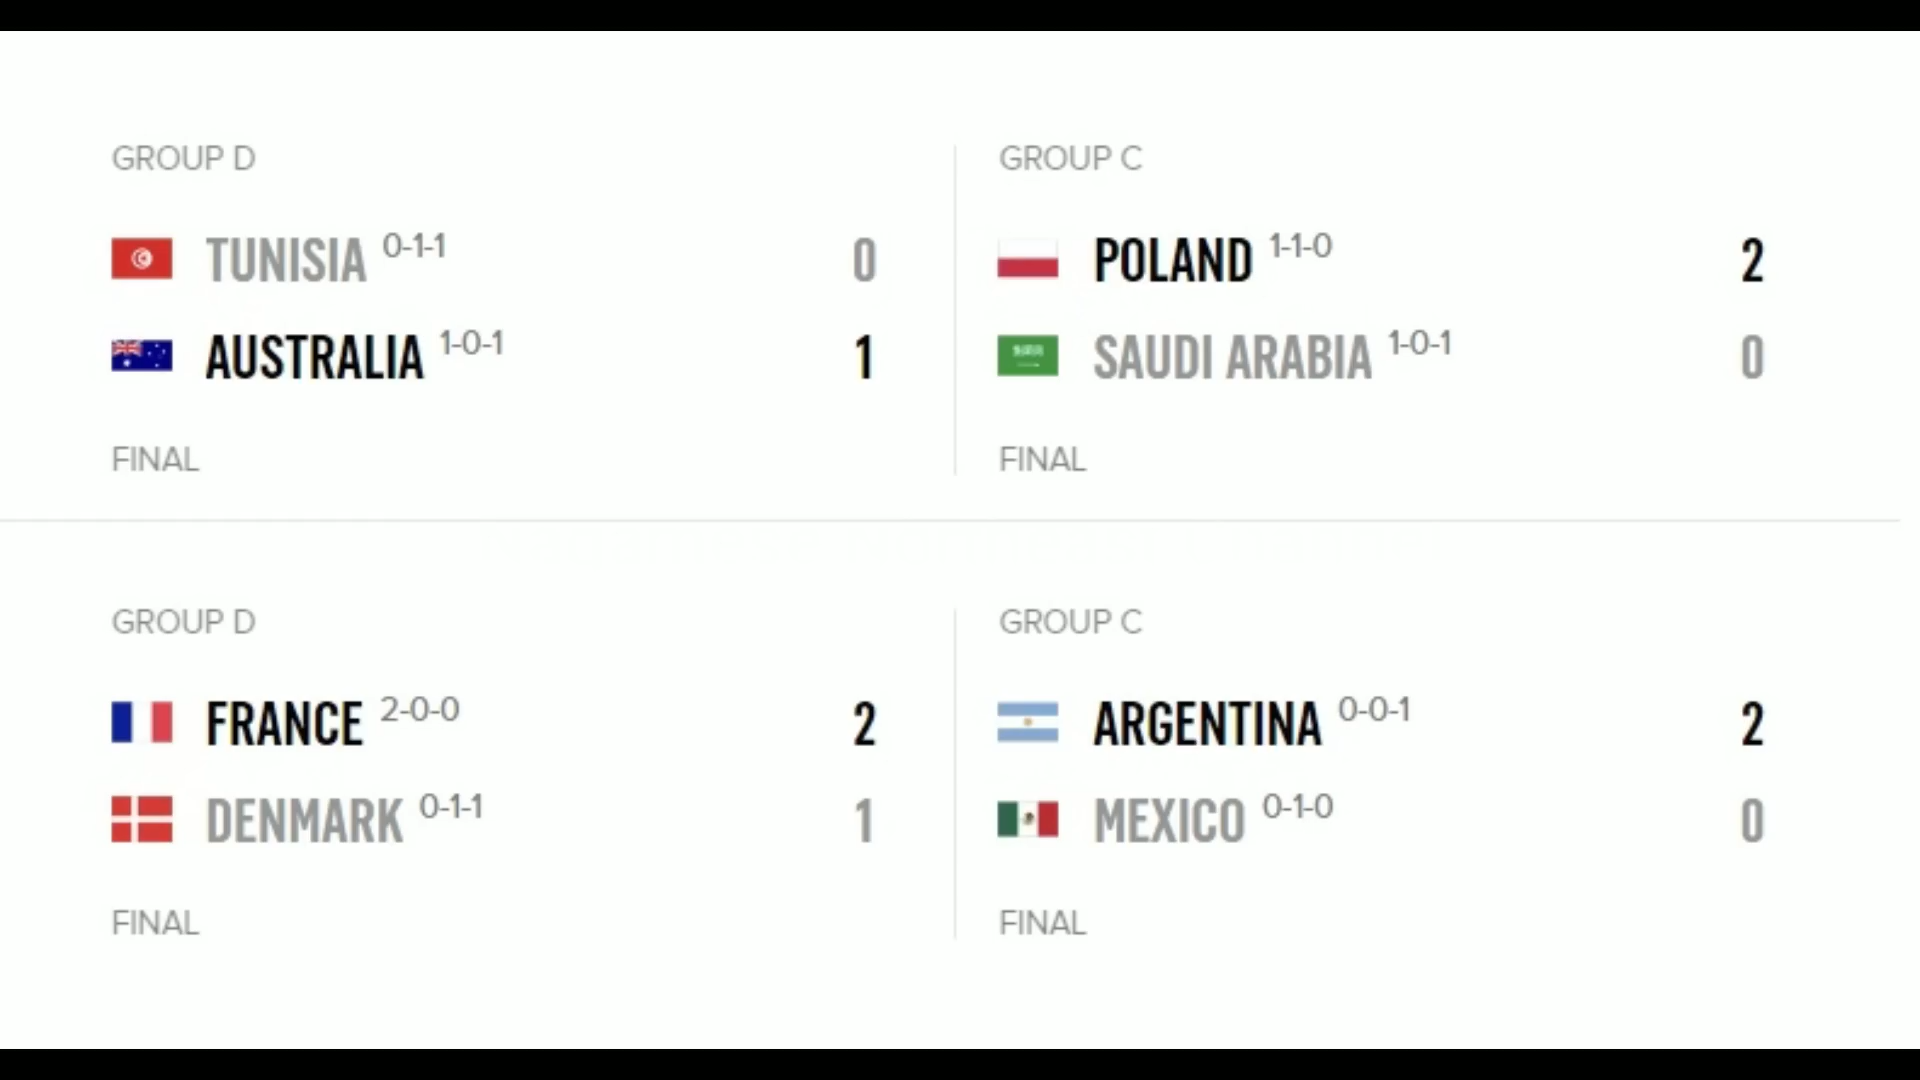 GROUP D
TUNISIA 0-1-1 0
AUSTRALIA 1-0-1 1
FINAL
GROUP C
POLAND 1-1-0 2
SAUDI ARABIA 1-0-1 0
FINAL
GROUP D
FRANCE 2-0-0 2
DENMARK 0-1-1 1
FINAL
GROUP C
ARGENTINA 0-0-1 2
MEXICO 0-1-0 0
FINAL